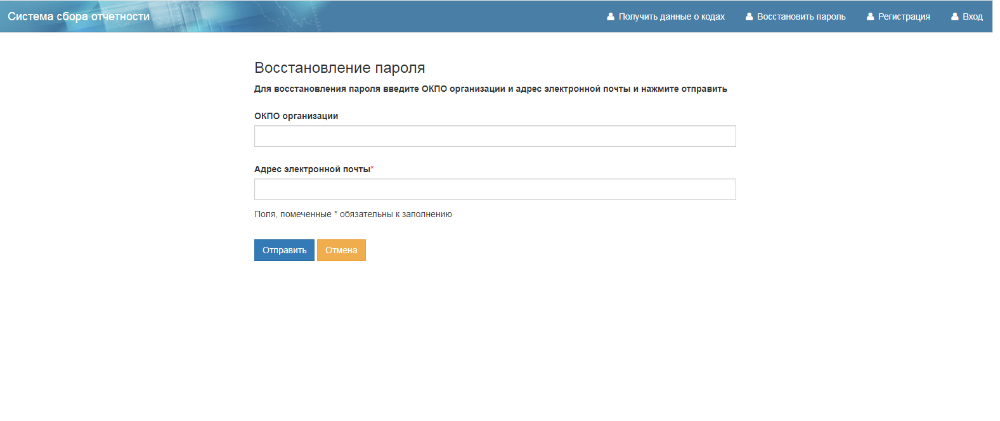 Система сбора отчетности
Получить данные о кодах
Восстановить пароль
Регистрация
Вход
Восстановление пароля
Для восстановления пароля введите ОКПО организации и адрес электронной почты и нажмите отправить
ОКПО организации
Адрес электронной почты*
Поля, помеченные * обязательны к заполнению
Отправить
Отмена